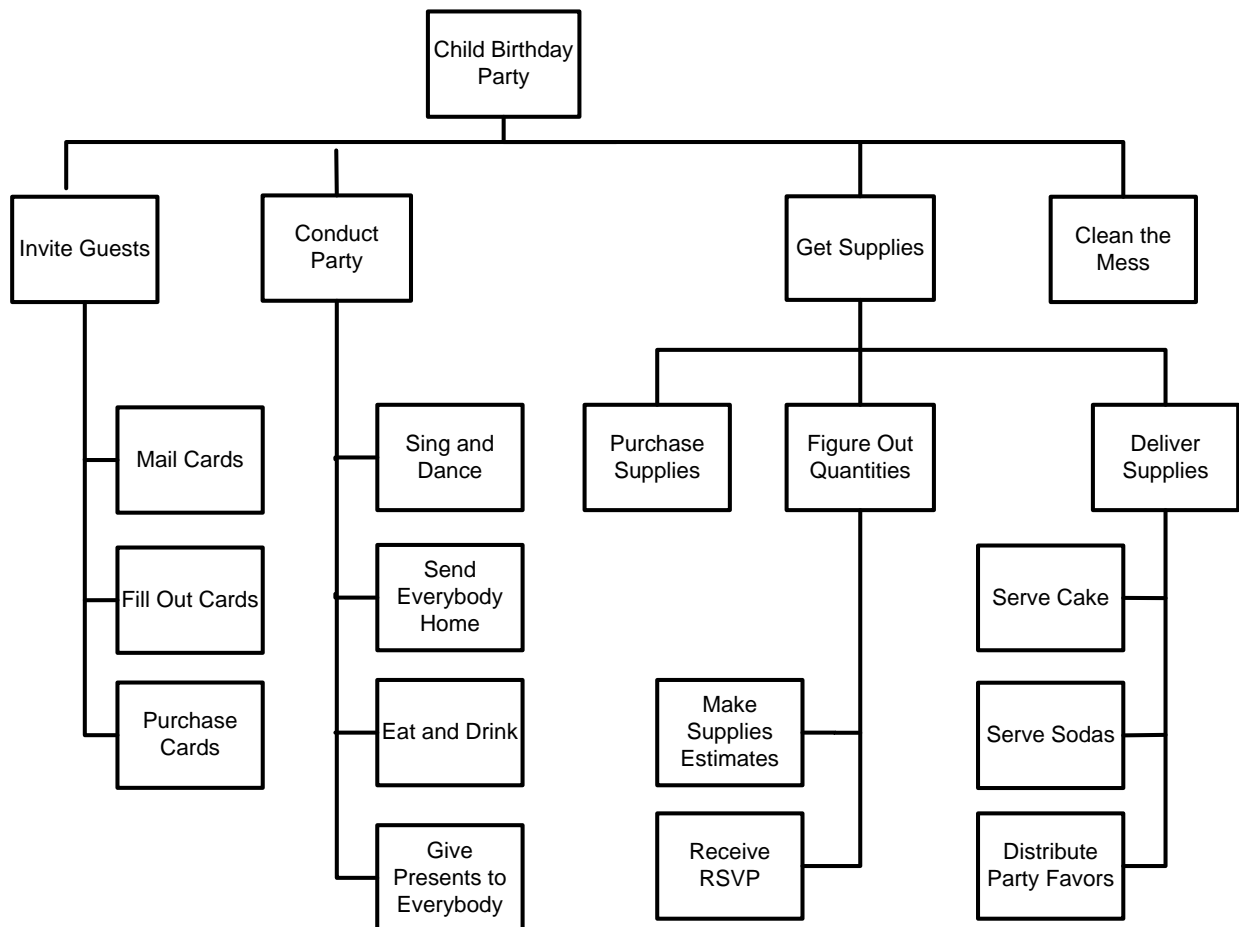 Child Birthday
Party
Invite Guests
Conduct
Party
Get Supplies
Clean the
Mess
Mail Cards
Fill Out Cards
Purchase
Cards
Sing and
Dance
Send
Everybody
Home
Eat and Drink
Give
Presents to
Everybody
Purchase
Supplies
Figure Out
Quantities
Deliver
Supplies
Make
Supplies
Estimates
Receive
RSVP
Serve Cake
Serve Sodas
Distribute
Party Favors